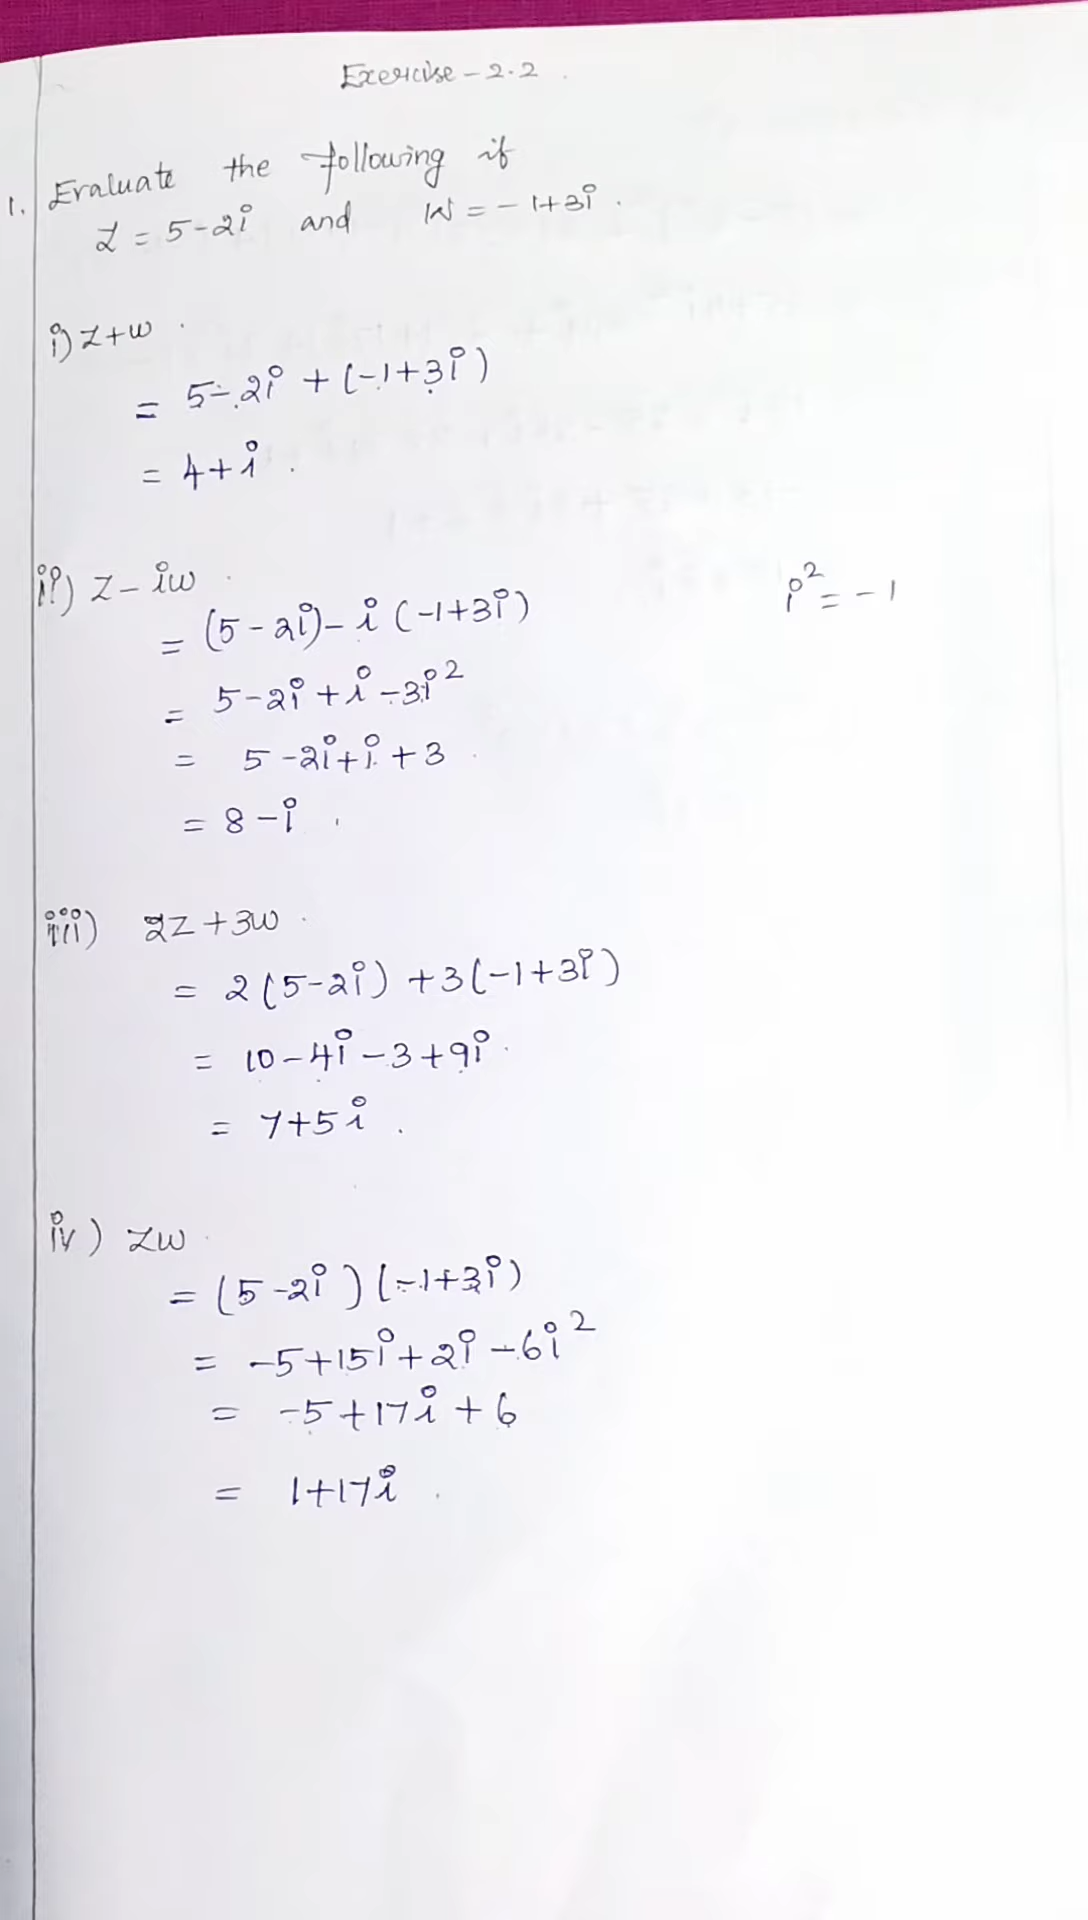 Exercise - 2.2
1. Evaluate the following if
Z = 5-2i and W = -1+3i.
i) Z+w.
= 5-2i + (-1+3i)
= 4+i.
ii) Z-iw.
i² = -1
= (5-2i)-i(-1+3i)
= 5-2i+i-3i²
= 5-2i+i+3
= 8-i.
iii) 2Z+3w.
= 2(5-2i)+3(-1+3i)
= 10-4i-3+9i.
= 7+5i.
iv) Zw.
= (5-2i)(-1+3i)
= -5+15i+2i-6i²
= -5+17i+6
= 1+17i.